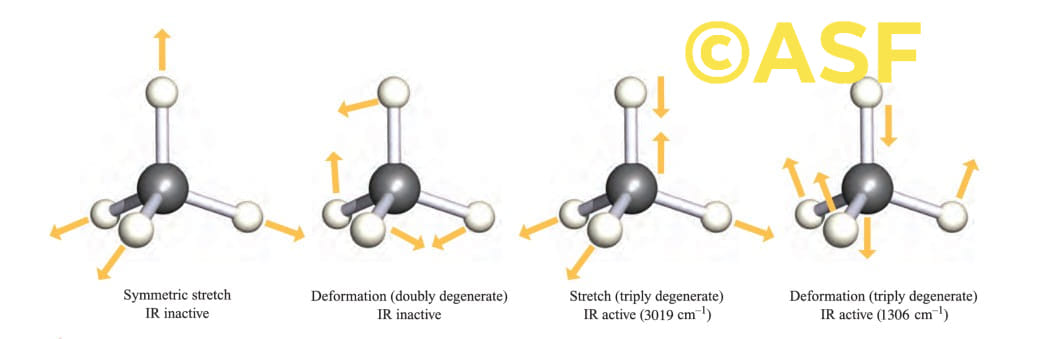 ©ASF
Symmetric stretch
IR inactive
Deformation (doubly degenerate)
IR inactive
Stretch (triply degenerate)
IR active (3019 cm⁻¹)
Deformation (triply degenerate)
IR active (1306 cm⁻¹)